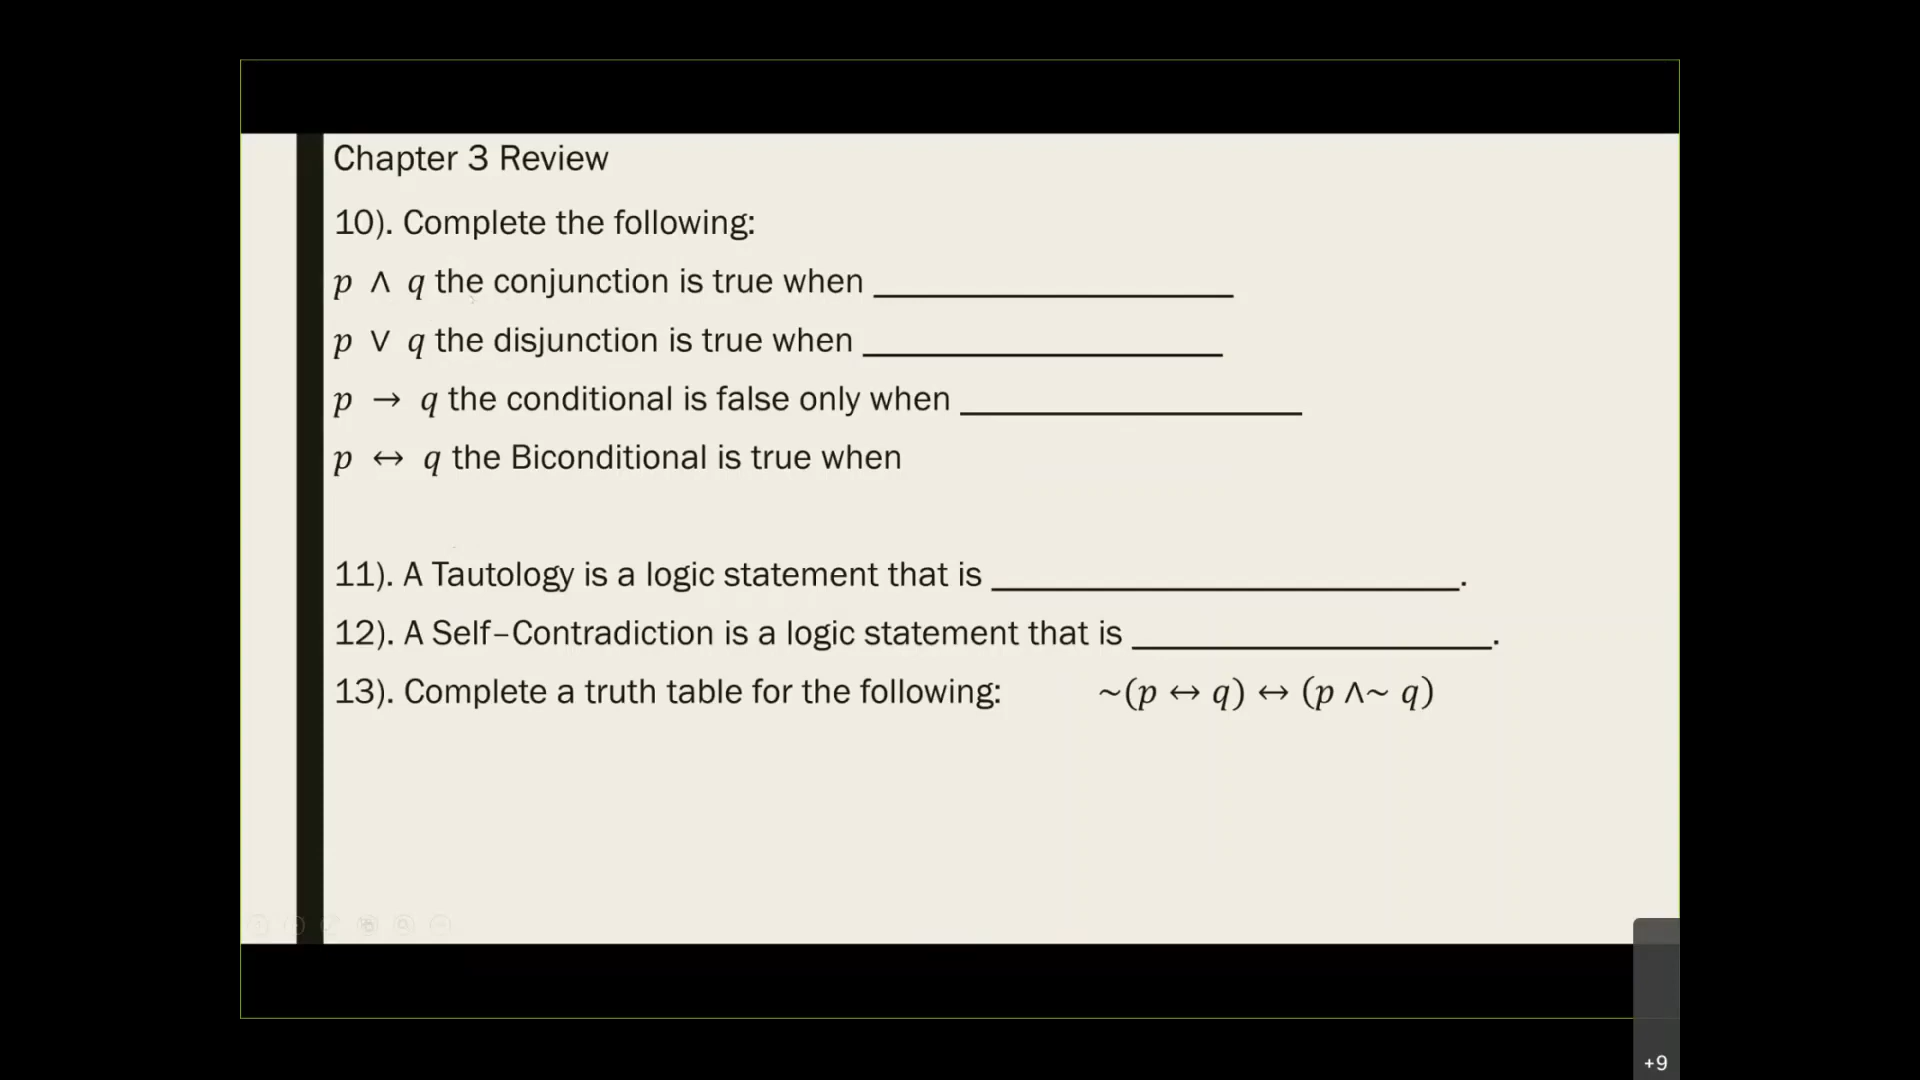 Chapter 3 Review
10). Complete the following:
p ∧ q the conjunction is true when ____________________
p ∨ q the disjunction is true when ____________________
p → q the conditional is false only when ___________________
p ↔ q the Biconditional is true when
11). A Tautology is a logic statement that is __________________________.
12). A Self–Contradiction is a logic statement that is ____________________.
13). Complete a truth table for the following: ~(p ↔ q) ↔ (p ∧~ q)
+9